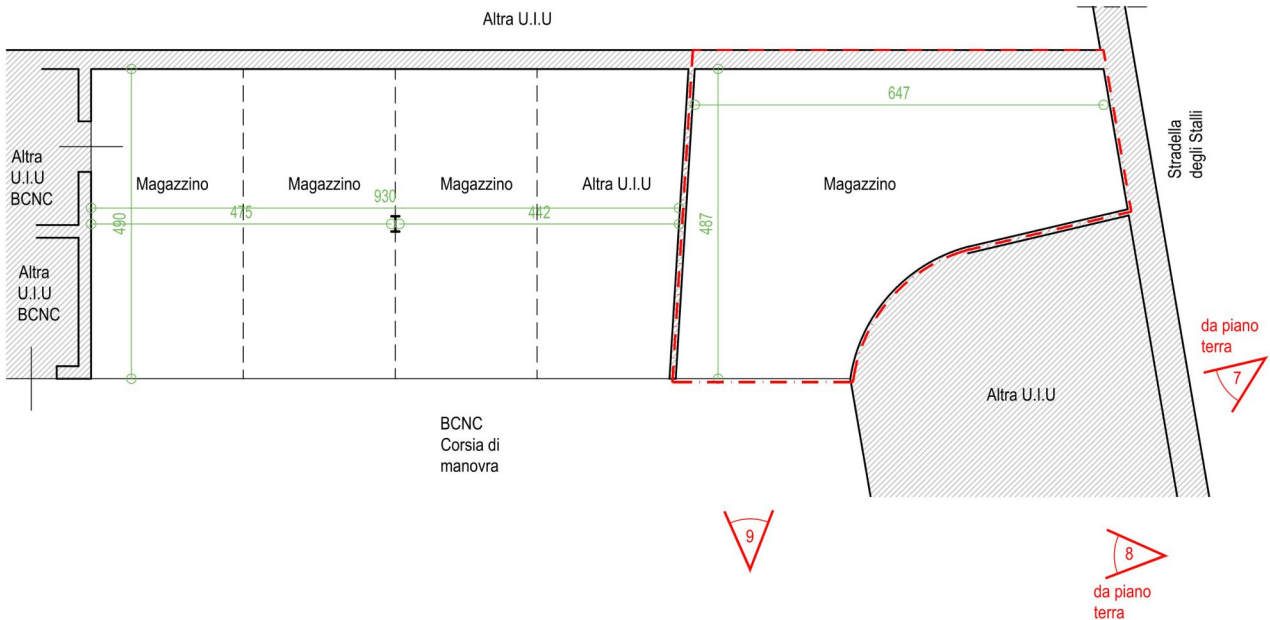 Altra U.I.U
647
Stradella
degli Stalli
Altra
U.I.U
BCNC
Magazzino
Magazzino
Magazzino
Altra U.I.U
Magazzino
930
475
442
490
487
Altra
U.I.U
BCNC
da piano
terra
7
Altra U.I.U
BCNC
Corsia di
manovra
9
8
da piano
terra